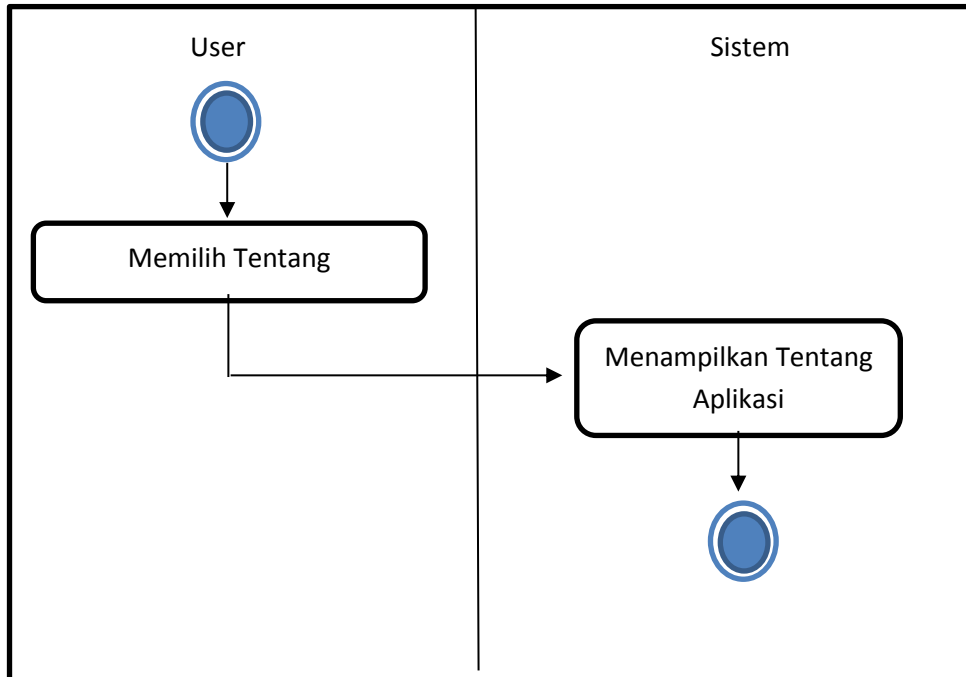 User
Sistem
Memilih Tentang
Menampilkan Tentang
Aplikasi